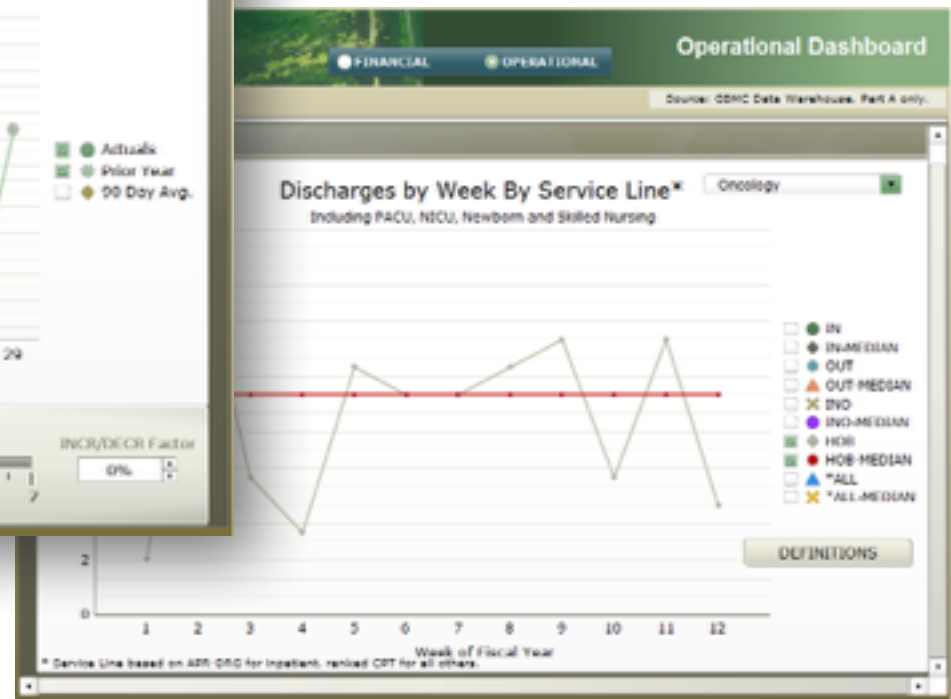 FINANCIAL
OPERATIONAL
Operational Dashboard
Source: GBMC Data Warehouse. Part A only.
Actuals
Prior Year
90 Day Avg.
29
INCR/DECR Factor
0%
7
Discharges by Week By Service Line*
Including PACU, NICU, Newborn and Skilled Nursing
Oncology
IN
IN-MEDIAN
OUT
OUT-MEDIAN
INO
INO-MEDIAN
HOB
HOB-MEDIAN
*ALL
*ALL-MEDIAN
DEFINITIONS
2
0
1 2 3 4 5 6 7 8 9 10 11 12
Week of Fiscal Year
* Service Line based on APR-DRG for Inpatient, ranked CPT for all others.